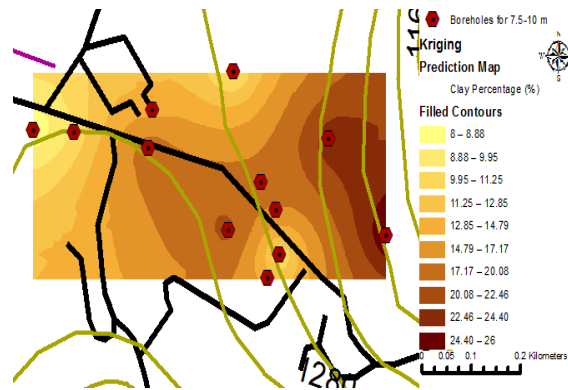 Boreholes for 7.5-10 m
Kriging
Prediction Map
Clay Percentage (%)
Filled Contours
8 – 8.88
8.88 – 9.95
9.95 – 11.25
11.25 – 12.85
12.85 – 14.79
14.79 – 17.17
17.17 – 20.08
20.08 – 22.46
22.46 – 24.40
24.40 – 26
0 0.05 0.1 0.2 Kilometers
1280